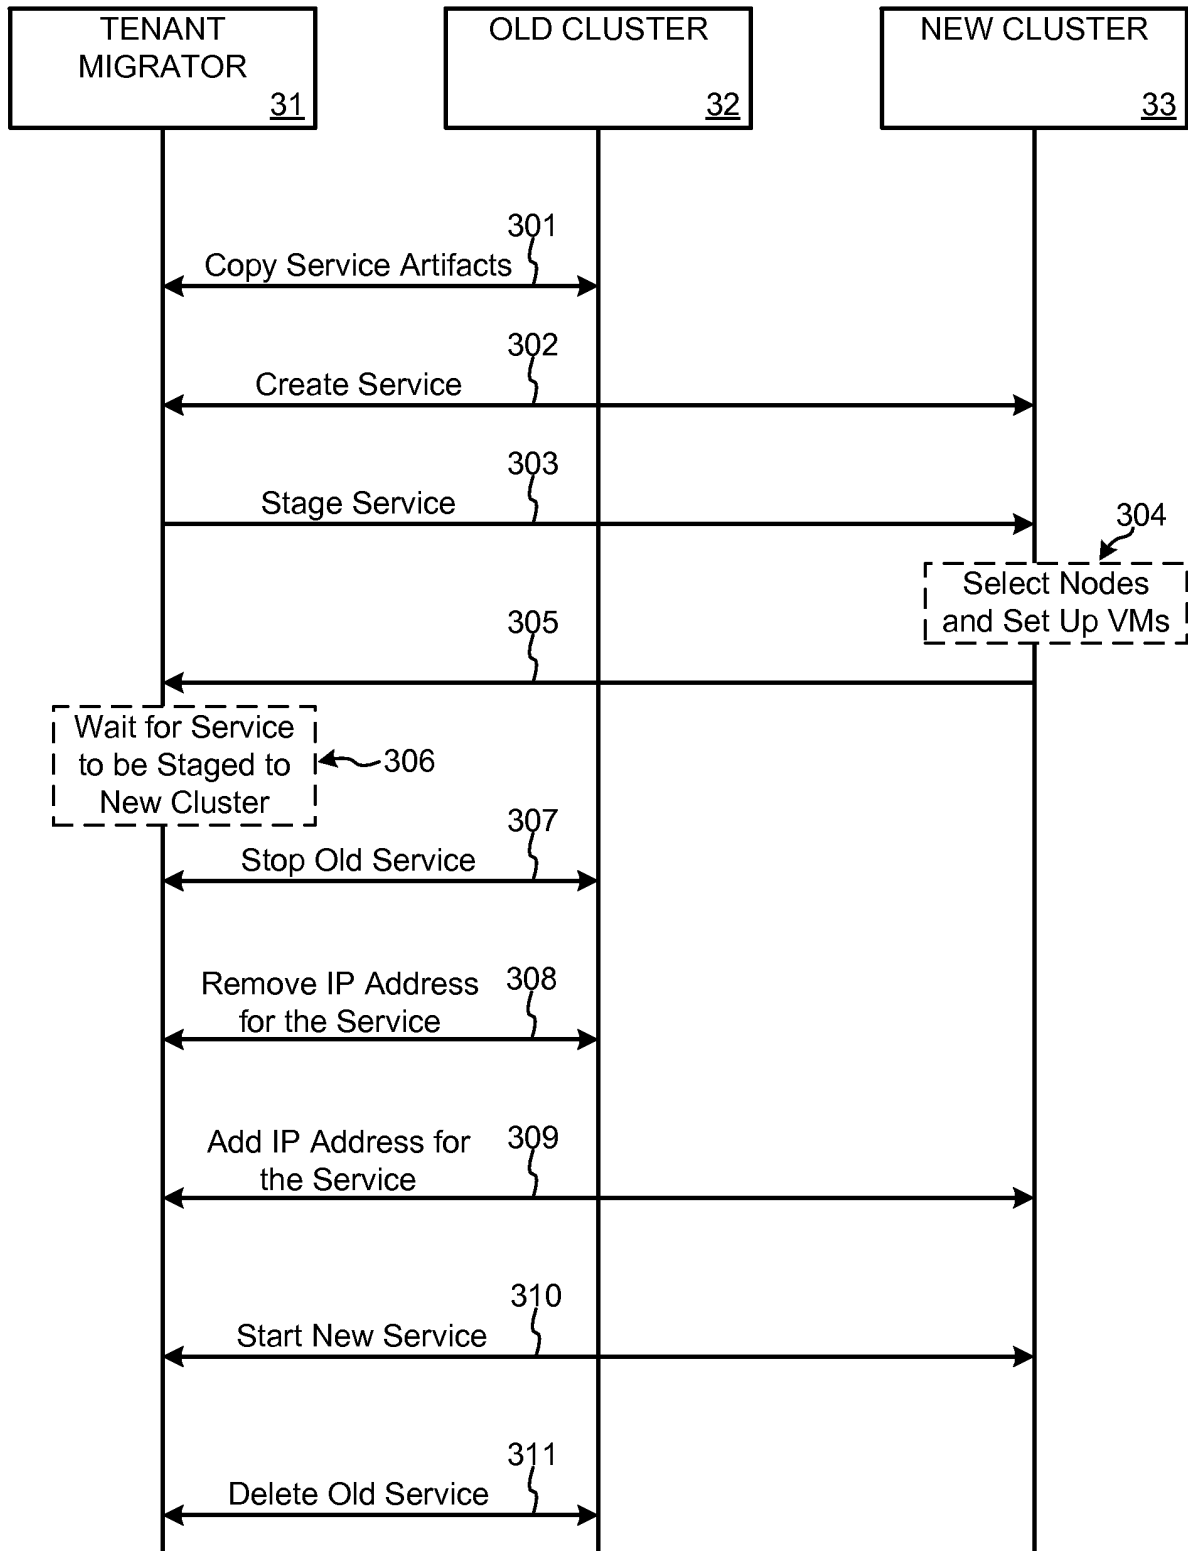 TENANT
MIGRATOR
31
OLD CLUSTER
32
NEW CLUSTER
33
301
Copy Service Artifacts
302
Create Service
303
Stage Service
304
Select Nodes
and Set Up VMs
305
Wait for Service
to be Staged to
New Cluster
306
307
Stop Old Service
308
Remove IP Address
for the Service
309
Add IP Address for
the Service
310
Start New Service
311
Delete Old Service